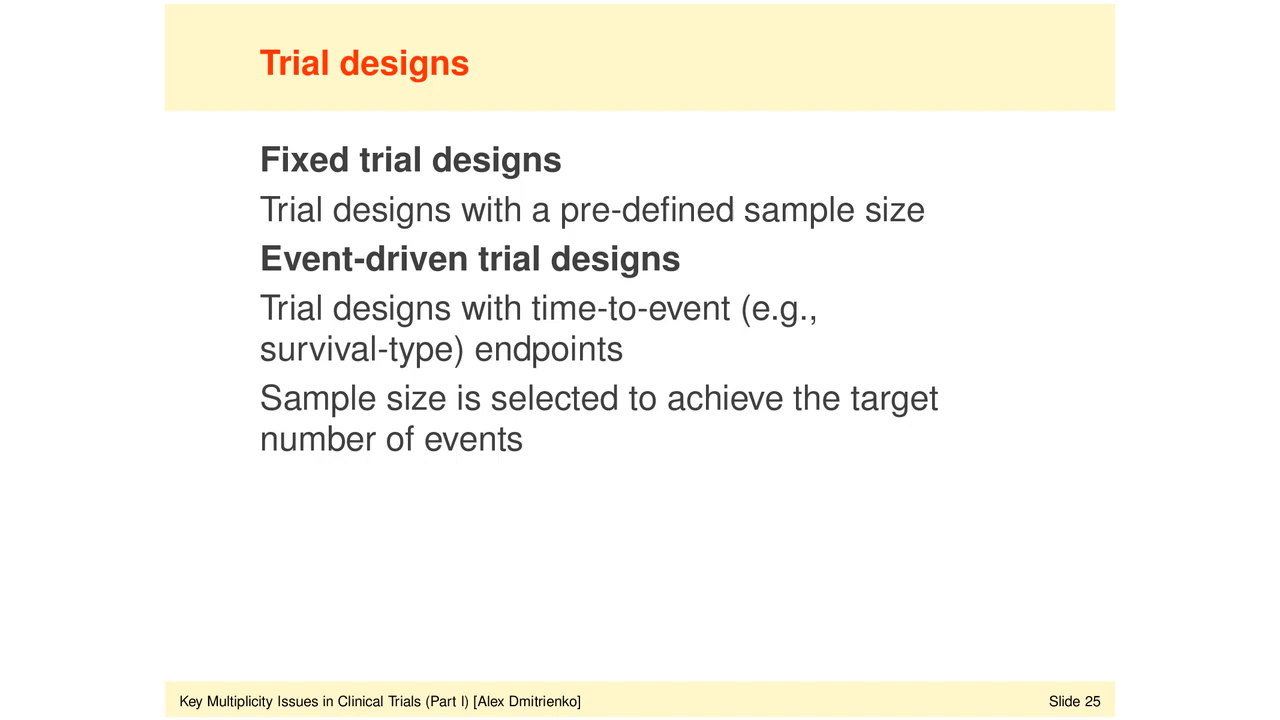 Trial designs
Fixed trial designs
Trial designs with a pre-defined sample size
Event-driven trial designs
Trial designs with time-to-event (e.g.,
survival-type) endpoints
Sample size is selected to achieve the target
number of events
Key Multiplicity Issues in Clinical Trials (Part I) [Alex Dmitrienko]
Slide 25